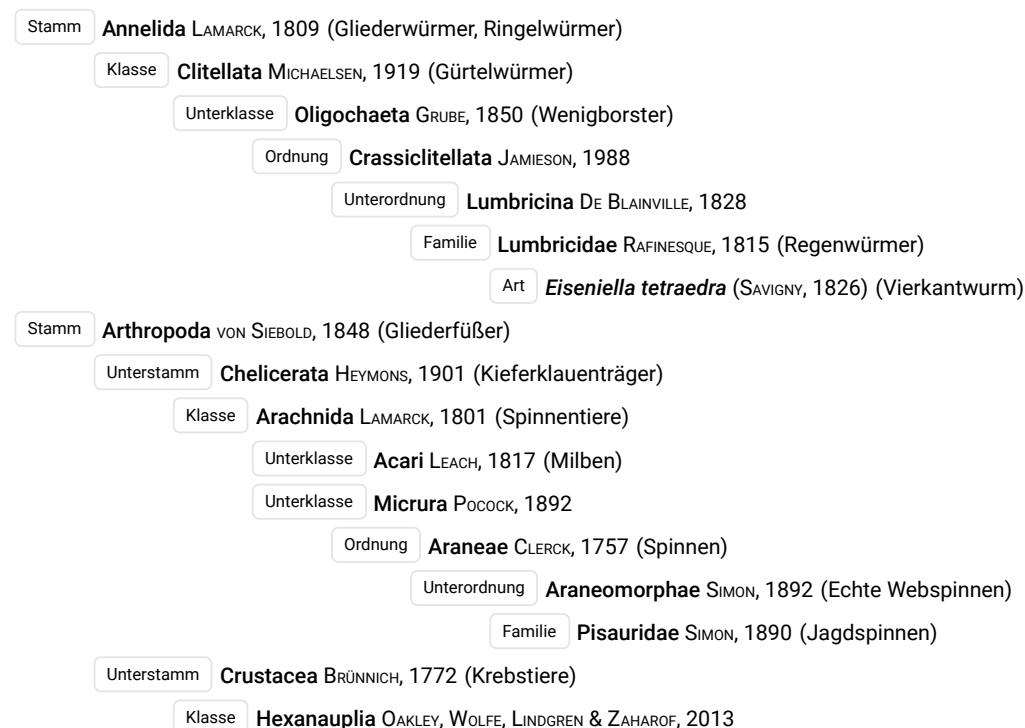 Stamm Annelida Lamarck, 1809 (Gliederwürmer, Ringelwürmer)
Klasse Clitellata Michaelsen, 1919 (Gürtelwürmer)
Unterklasse Oligochaeta Grube, 1850 (Wenigborster)
Ordnung Crassiclitellata Jamieson, 1988
Unterordnung Lumbricina De Blainville, 1828
Familie Lumbricidae Rafinesque, 1815 (Regenwürmer)
Art Eiseniella tetraedra (Savigny, 1826) (Vierkantwurm)
Stamm Arthropoda von Siebold, 1848 (Gliederfüßer)
Unterstamm Chelicerata Heymons, 1901 (Kieferklauenträger)
Klasse Arachnida Lamarck, 1801 (Spinnentiere)
Unterklasse Acari Leach, 1817 (Milben)
Unterklasse Micrura Pocock, 1892
Ordnung Araneae Clerck, 1757 (Spinnen)
Unterordnung Araneomorphae Simon, 1892 (Echte Webspinnen)
Familie Pisauridae Simon, 1890 (Jagdspinnen)
Unterstamm Crustacea Brünnich, 1772 (Krebstiere)
Klasse Hexanauplia Oakley, Wolfe, Lindgren & Zaharof, 2013